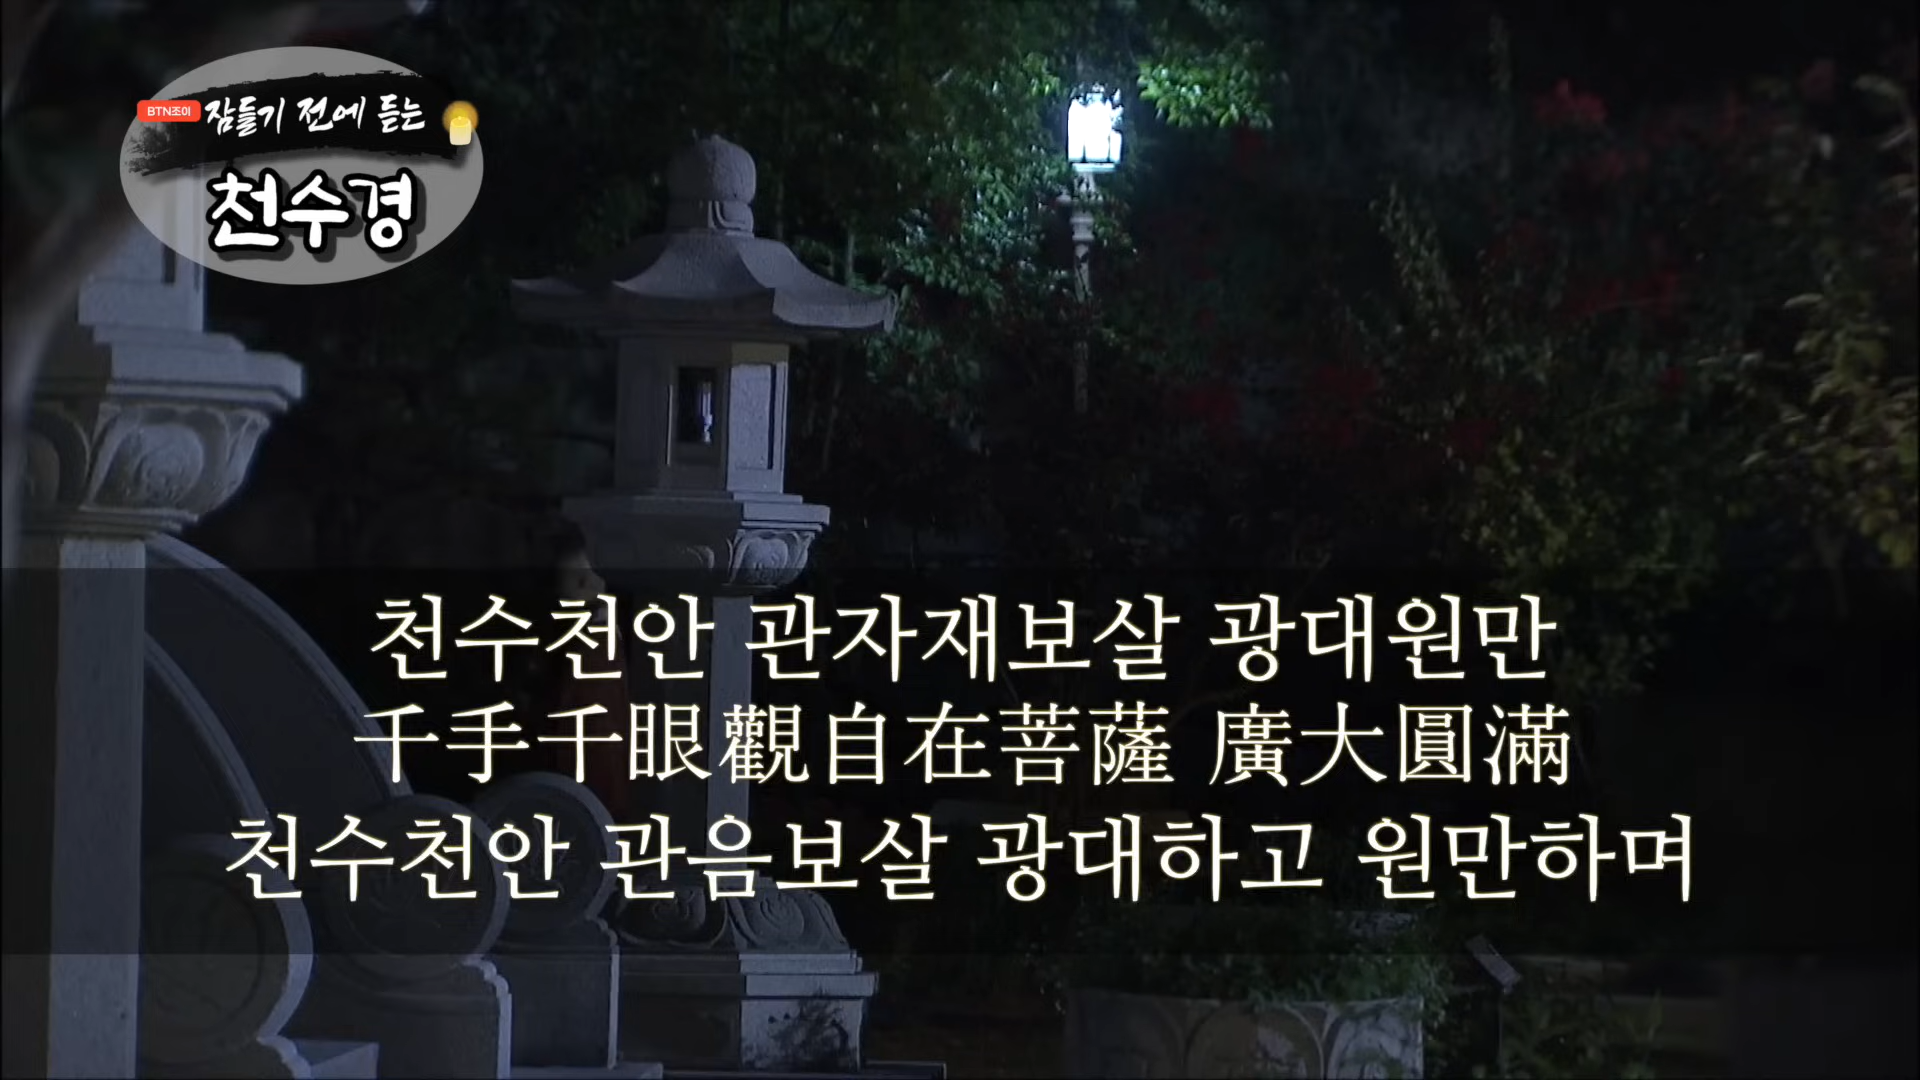 BTN조이 잠들기 전에 듣는
천수경
천수천안 관자재보살 광대원만
千手千眼觀自在菩薩 廣大圓滿
천수천안 관음보살 광대하고 원만하며